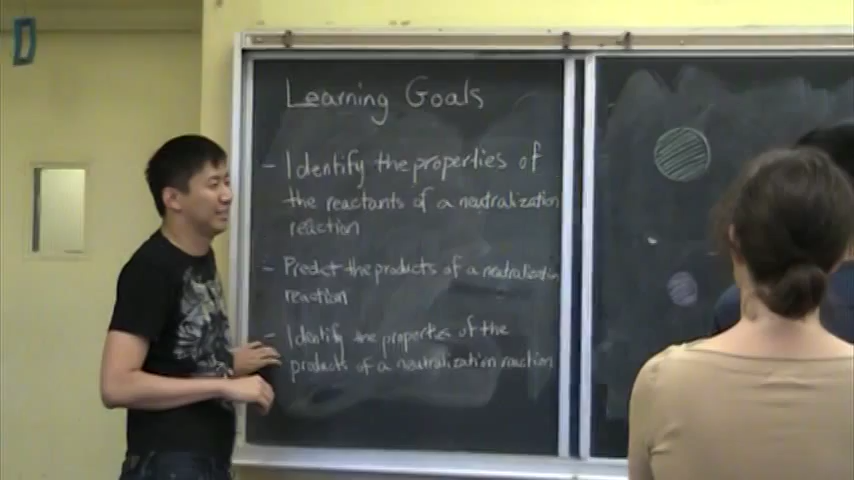 D
Learning Goals
- Identify the properties of
the reactants of a neutralization
reaction
- Predict the products of a neutralization
reaction
- Identify the properties of the
products of a neutralization reaction